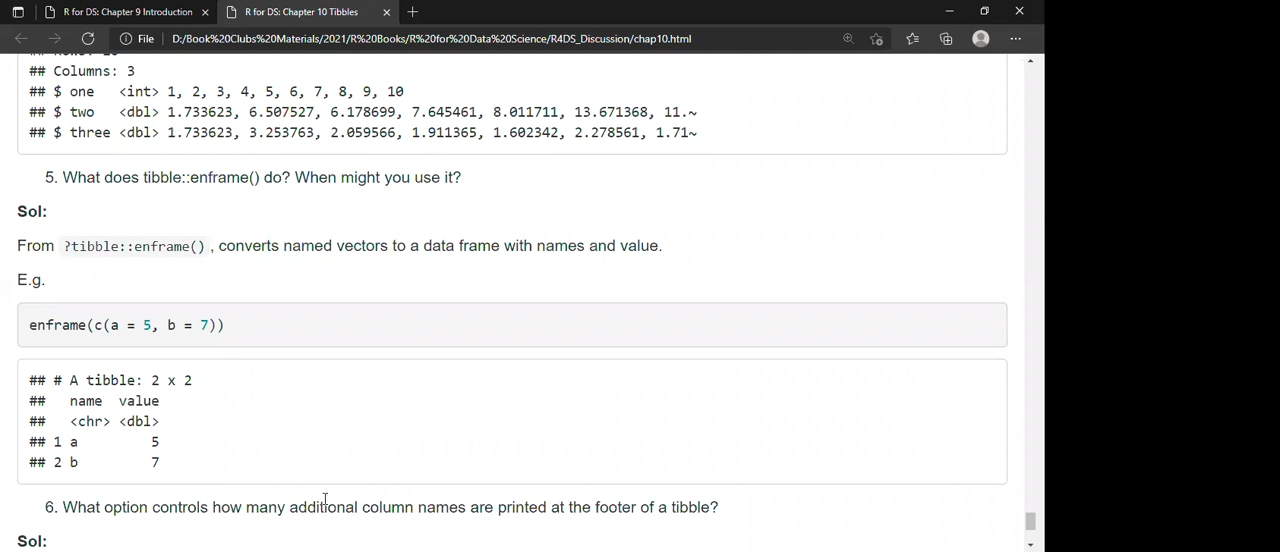 R for DS: Chapter 9 Introduction
R for DS: Chapter 10 Tibbles
File
D:/Book%20Clubs%20Materials/2021/R%20Books/R%20for%20Data%20Science/R4DS_Discussion/chap10.html
## Columns: 3
## $ one <int> 1, 2, 3, 4, 5, 6, 7, 8, 9, 10
## $ two <dbl> 1.733623, 6.507527, 6.178699, 7.645461, 8.011711, 13.671368, 11.~
## $ three <dbl> 1.733623, 3.253763, 2.059566, 1.911365, 1.602342, 2.278561, 1.71~
5. What does tibble::enframe() do? When might you use it?
Sol:
From ?tibble::enframe() , converts named vectors to a data frame with names and value.
E.g.
enframe(c(a = 5, b = 7))
## # A tibble: 2 x 2
## name value
## <chr> <dbl>
## 1 a 5
## 2 b 7
6. What option controls how many additional column names are printed at the footer of a tibble?
Sol: